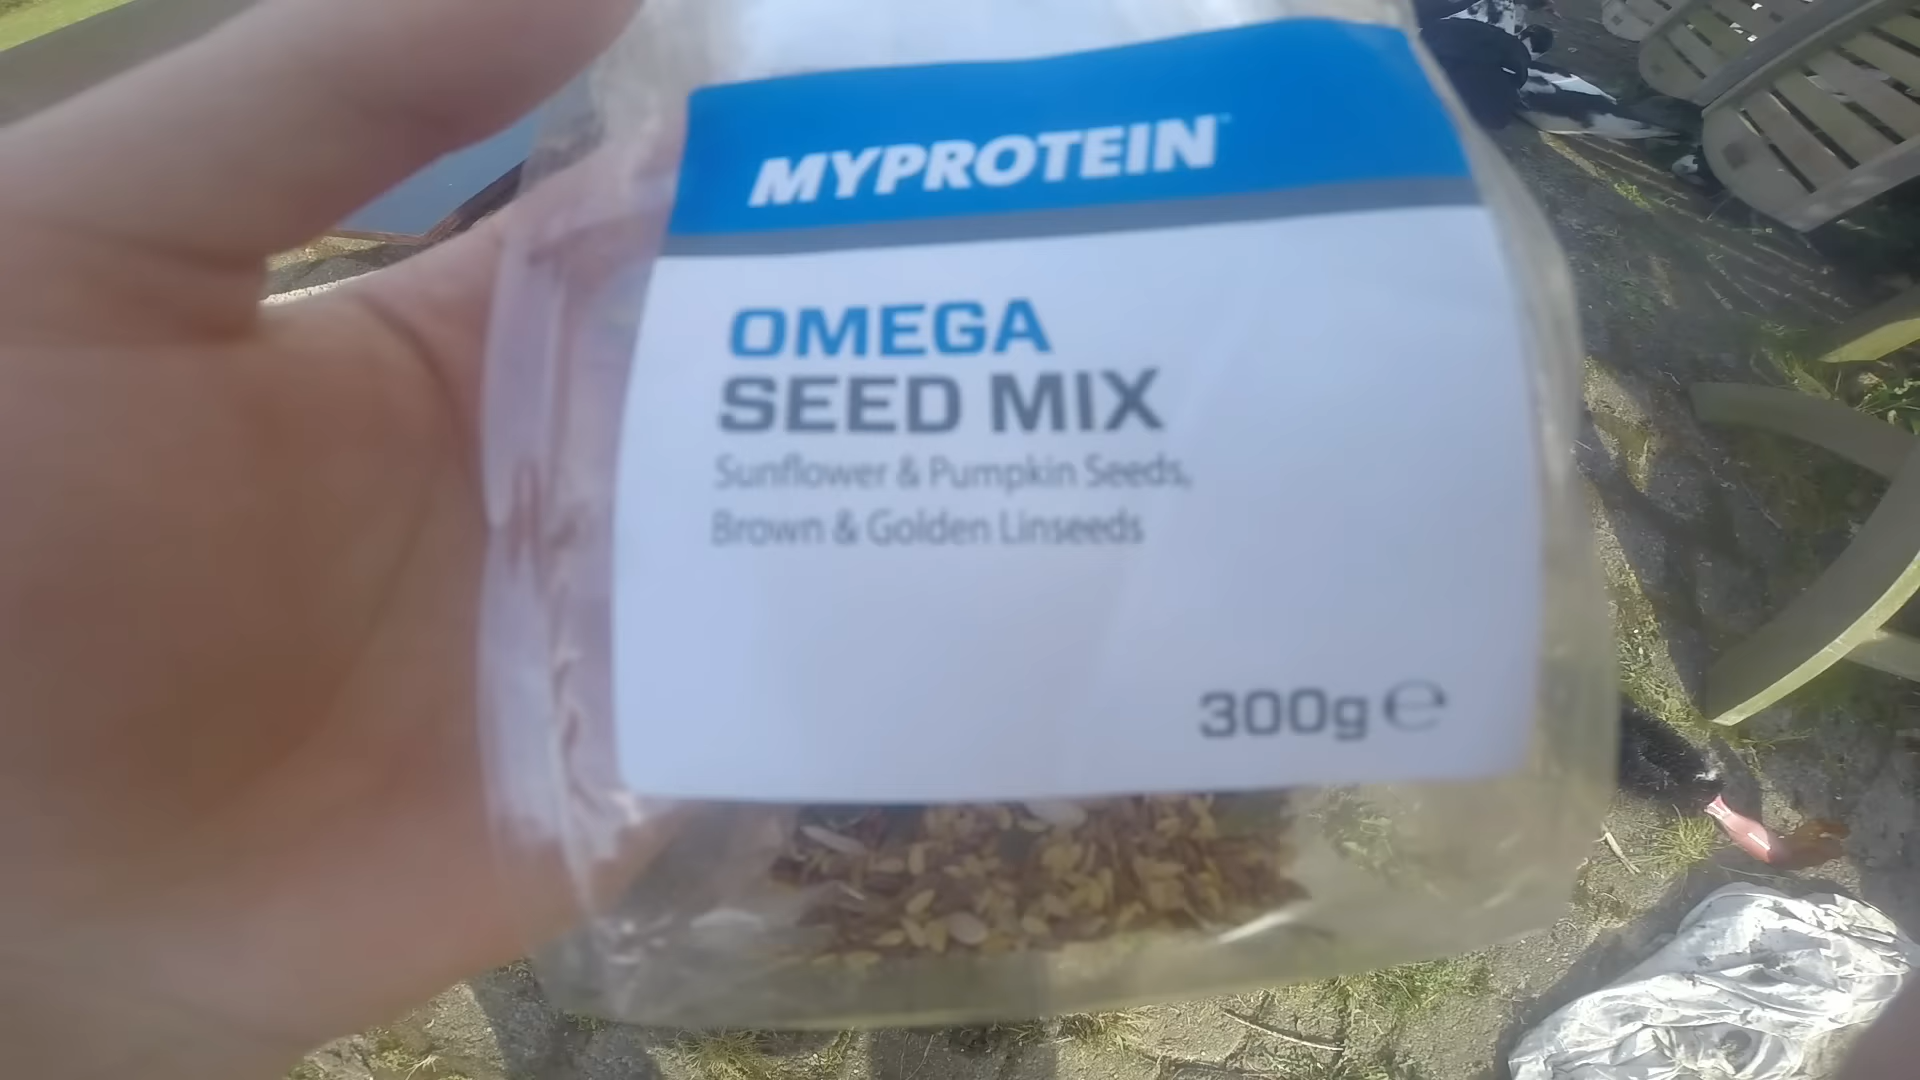 MYPROTEIN
OMEGA
SEED MIX
Sunflower & Pumpkin Seeds,
Brown & Golden Linseeds
300g ℮